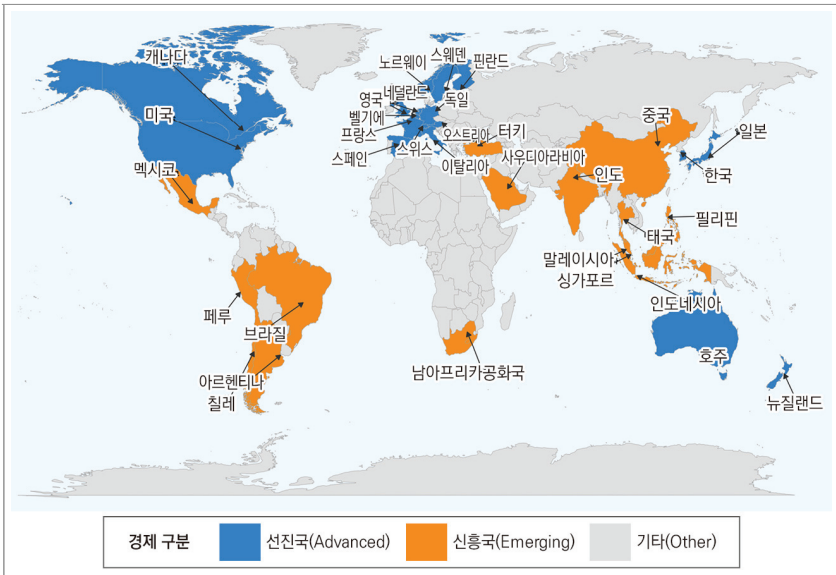 캐나다
미국
멕시코
페루
브라질
아르헨티나
칠레
노르웨이
스웨덴
핀란드
네덜란드
영국
독일
벨기에
프랑스
오스트리아
스페인
스위스
이탈리아
터키
사우디아라비아
남아프리카공화국
중국
일본
한국
인도
필리핀
태국
말레이시아
싱가포르
인도네시아
호주
뉴질랜드
경제 구분 선진국(Advanced) 신흥국(Emerging) 기타(Other)